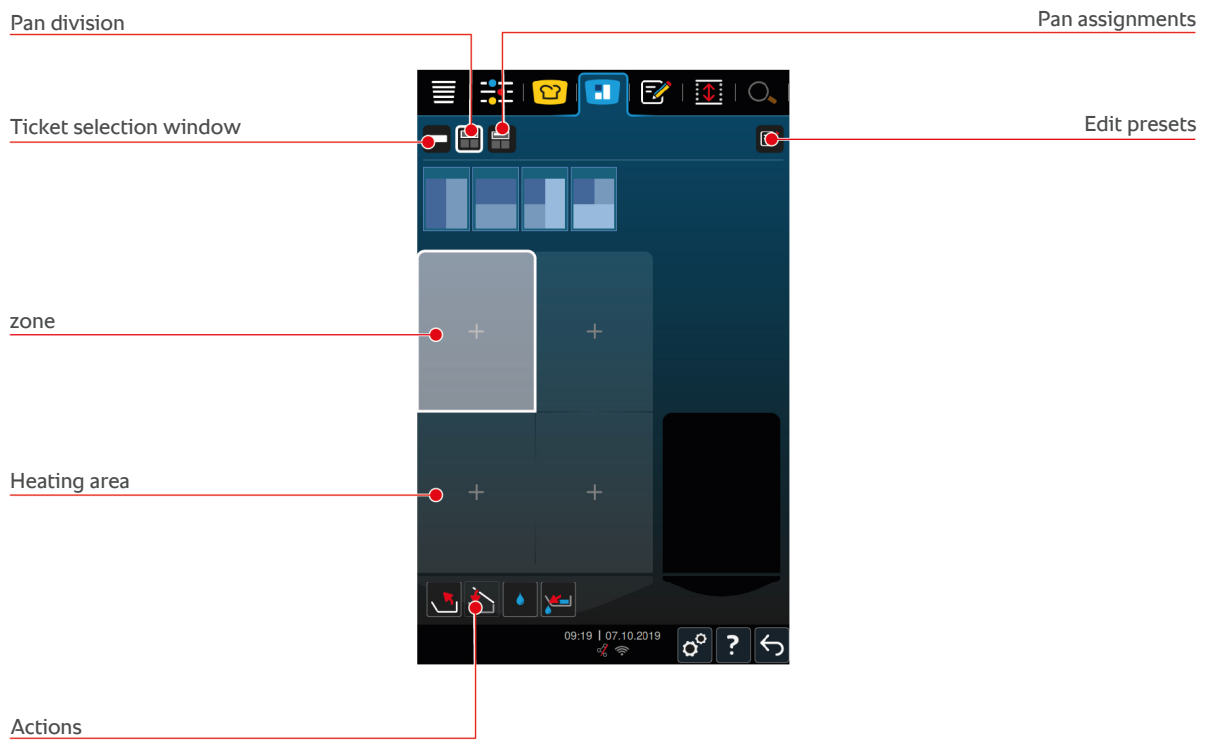 Pan division
Pan assignments
Ticket selection window
Edit presets
zone
Heating area
09:19 | 07.10.2019
?
Actions